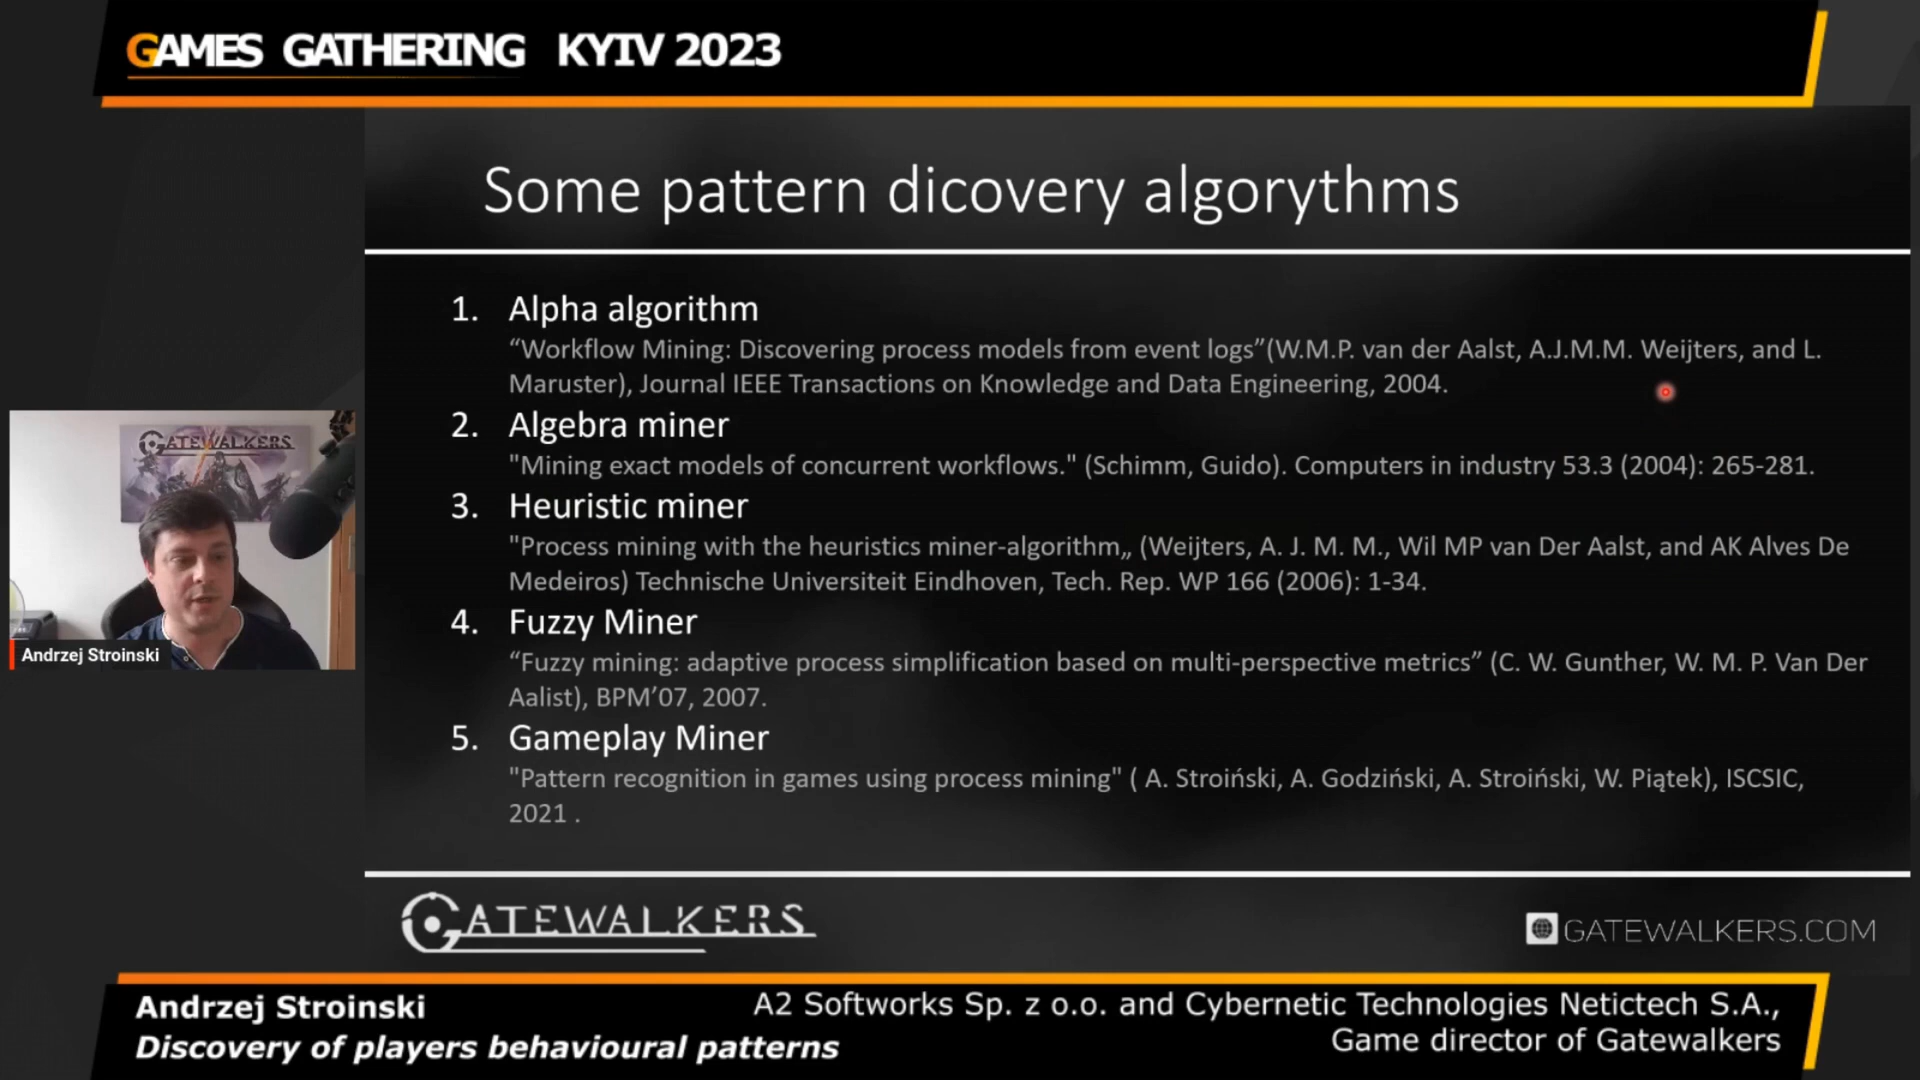 GAMES GATHERING KYIV 2023
Some pattern dicovery algorythms
1. Alpha algorithm
“Workflow Mining: Discovering process models from event logs”(W.M.P. van der Aalst, A.J.M.M. Weijters, and L.
Maruster), Journal IEEE Transactions on Knowledge and Data Engineering, 2004.
2. Algebra miner
"Mining exact models of concurrent workflows." (Schimm, Guido). Computers in industry 53.3 (2004): 265-281.
3. Heuristic miner
"Process mining with the heuristics miner-algorithm„ (Weijters, A. J. M. M., Wil MP van Der Aalst, and AK Alves De
Medeiros) Technische Universiteit Eindhoven, Tech. Rep. WP 166 (2006): 1-34.
4. Fuzzy Miner
“Fuzzy mining: adaptive process simplification based on multi-perspective metrics” (C. W. Gunther, W. M. P. Van Der
Aalist), BPM’07, 2007.
5. Gameplay Miner
"Pattern recognition in games using process mining" ( A. Stroiński, A. Godziński, A. Stroiński, W. Piątek), ISCSIC,
2021 .
GATEWALKERS
Andrzej Stroinski
GATEWALKERS
GATEWALKERS.COM
Andrzej Stroinski
Discovery of players behavioural patterns
A2 Softworks Sp. z o.o. and Cybernetic Technologies Netictech S.A.,
Game director of Gatewalkers